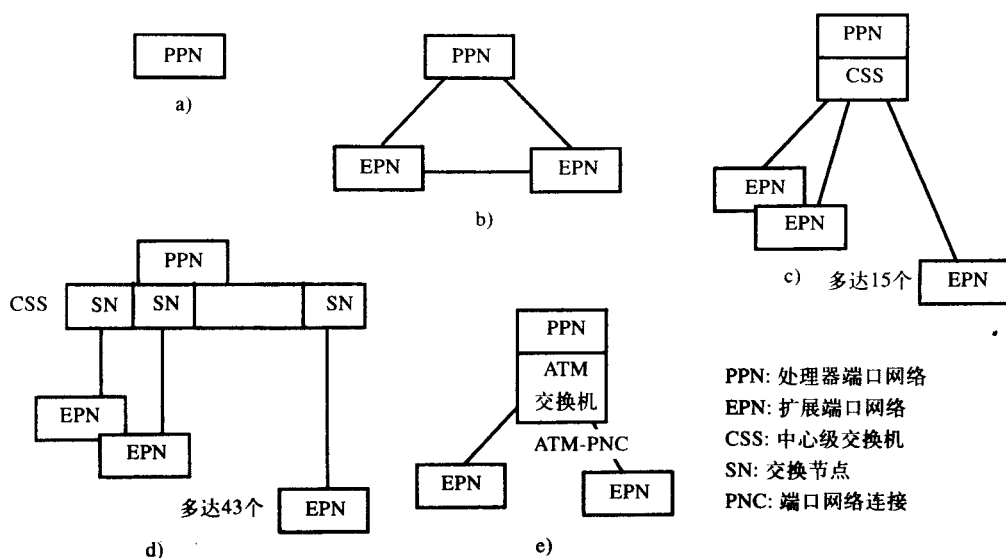 PPN
a)
PPN
EPN
EPN
b)
PPN
CSS
EPN
EPN
c)
多达15个
EPN
PPN
CSS
SN
SN
SN
EPN
EPN
多达43个
EPN
d)
PPN
ATM
交换机
ATM-PNC
EPN
EPN
e)
PPN: 处理器端口网络
EPN: 扩展端口网络
CSS: 中心级交换机
SN: 交换节点
PNC: 端口网络连接